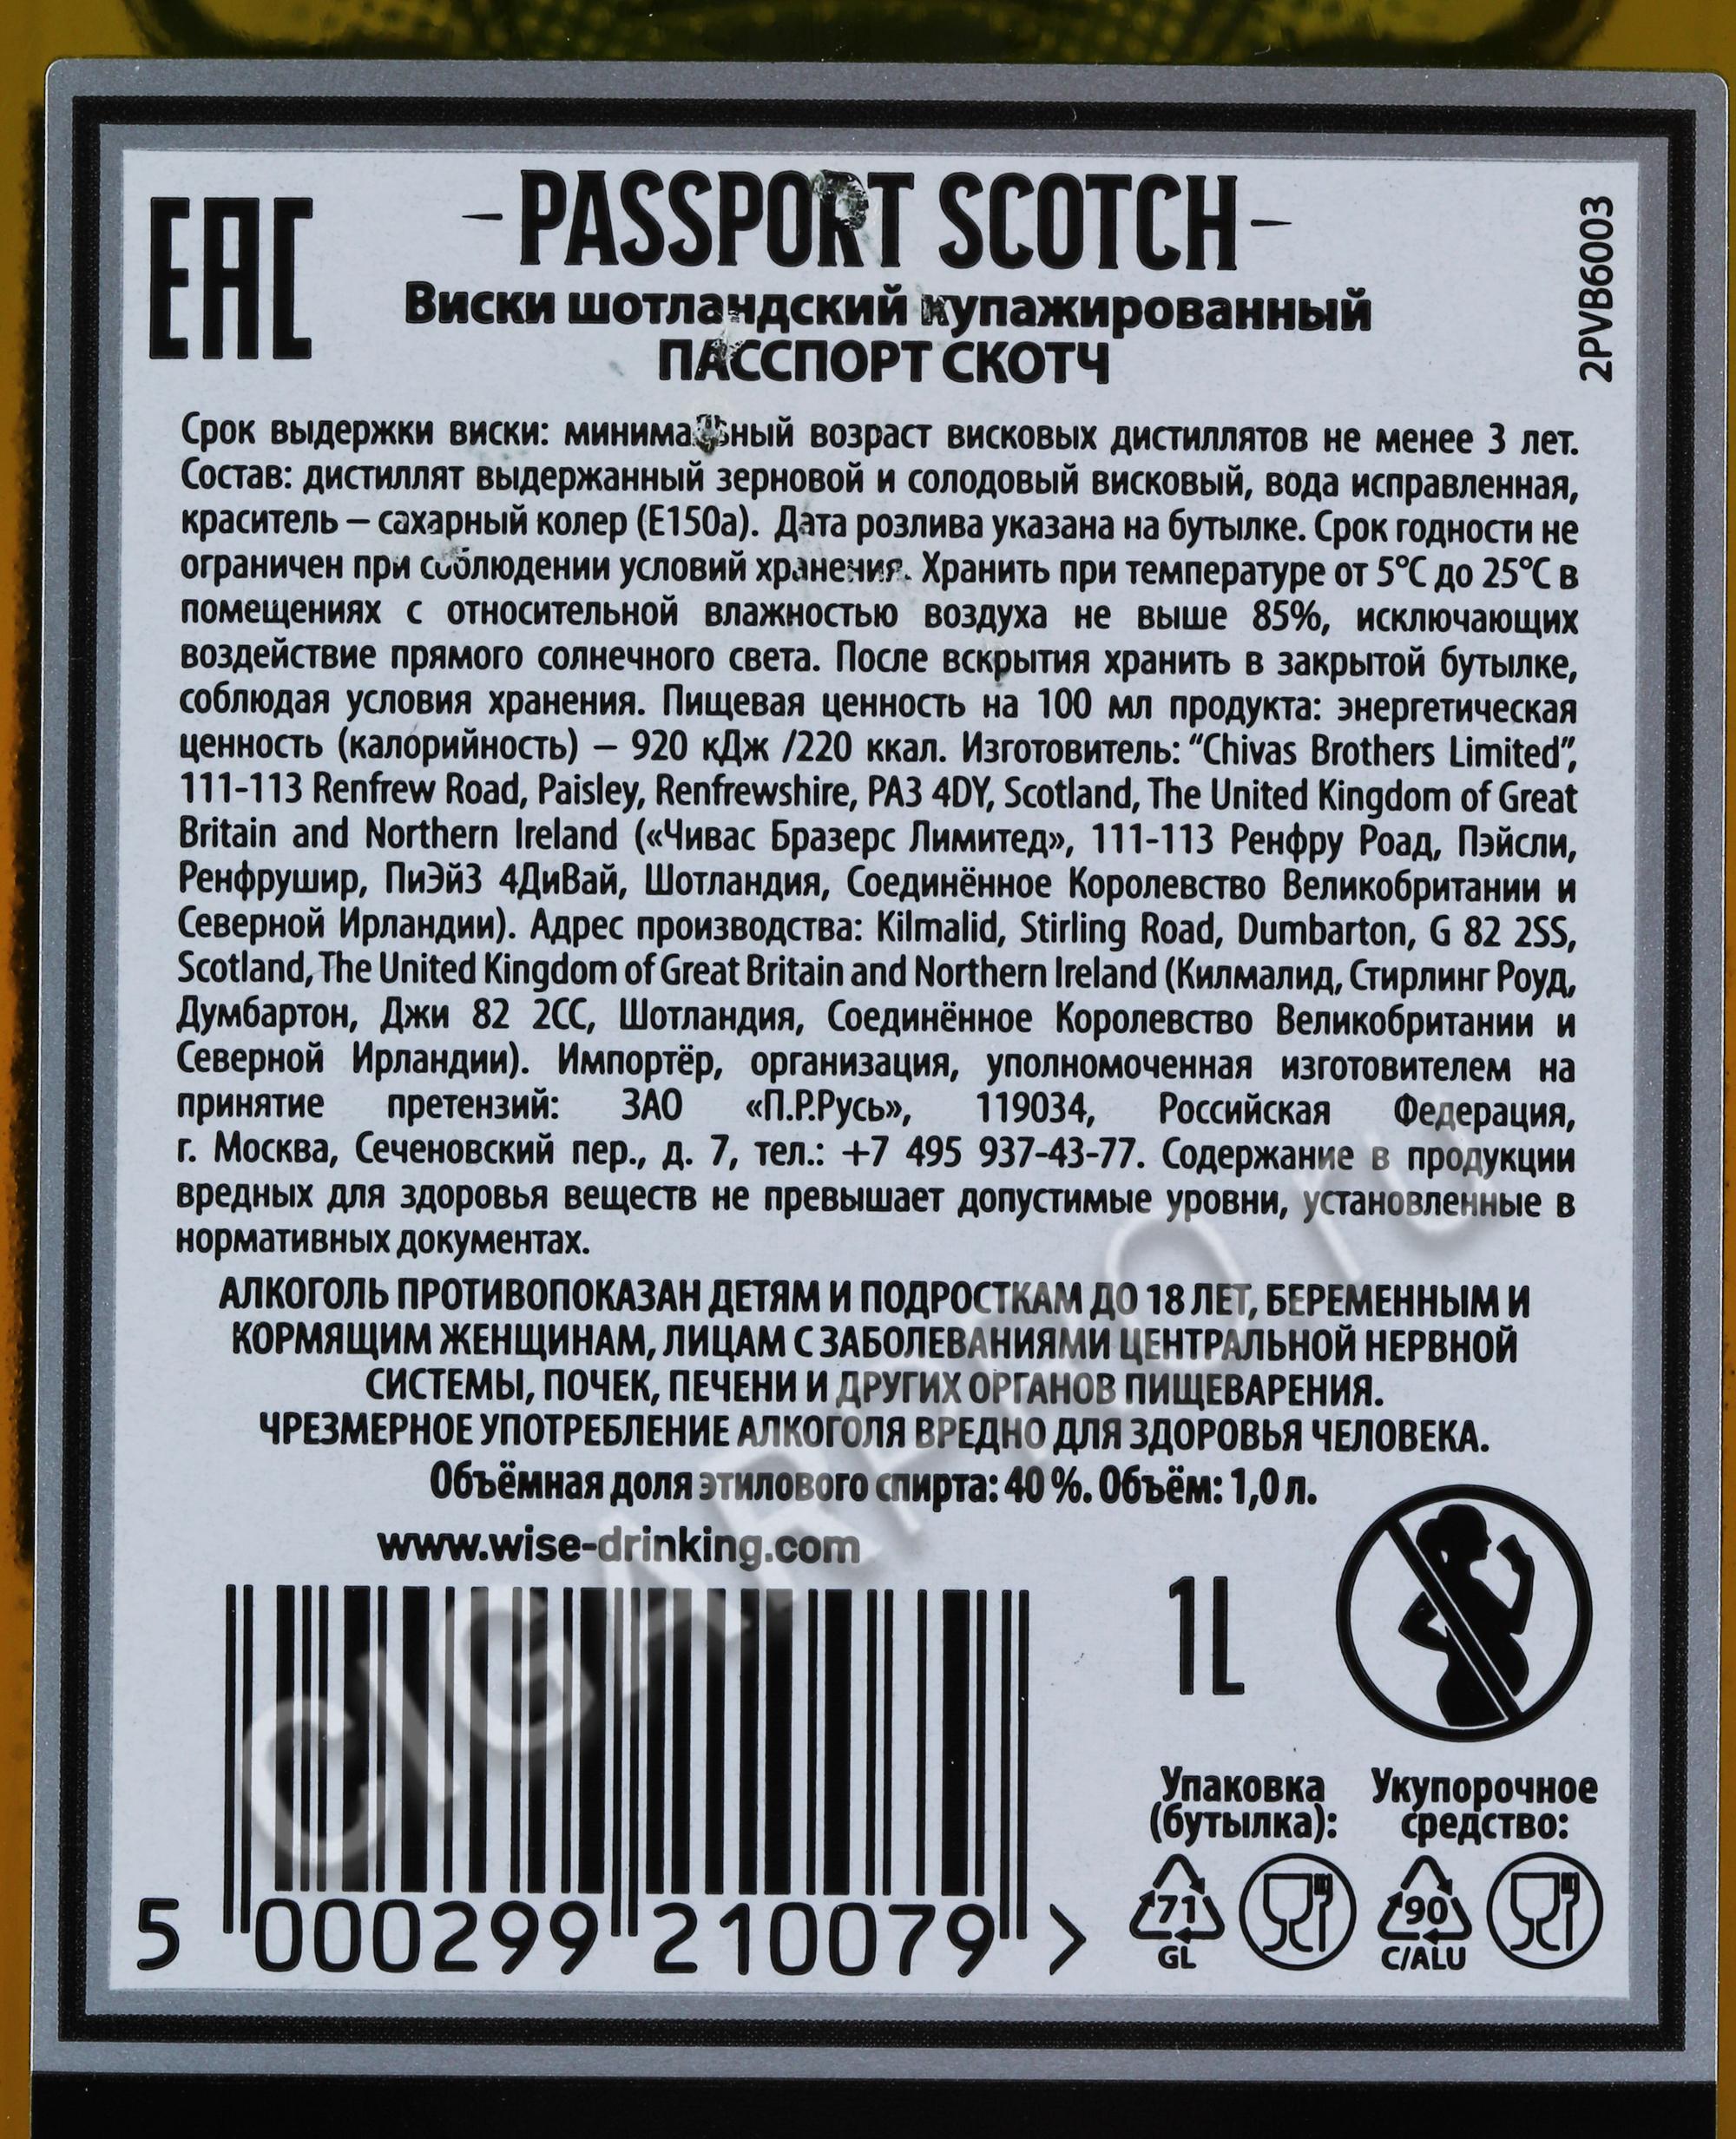 EAC
- PASSPORT SCOTCH -
2PVB6003
Виски шотландский купажированный
ПАССПОРТ СКОТЧ
Срок выдержки виски: минимальный возраст висковых дистиллятов не менее 3 лет.
Состав: дистиллят выдержанный зерновой и солодовый висковый, вода исправленная,
краситель – сахарный колер (Е150а). Дата розлива указана на бутылке. Срок годности не
ограничен при соблюдении условий хранения. Хранить при температуре от 5°C до 25°C в
помещениях с относительной влажностью воздуха не выше 85%, исключающих
воздействие прямого солнечного света. После вскрытия хранить в закрытой бутылке,
соблюдая условия хранения. Пищевая ценность на 100 мл продукта: энергетическая
ценность (калорийность) – 920 кДж /220 ккал. Изготовитель: “Chivas Brothers Limited”,
111-113 Renfrew Road, Paisley, Renfrewshire, PA3 4DY, Scotland, The United Kingdom of Great
Britain and Northern Ireland («Чивас Бразерс Лимитед», 111-113 Ренфру Роад, Пэйсли,
Ренфрушир, ПиЭй3 4ДиВай, Шотландия, Соединённое Королевство Великобритании и
Северной Ирландии). Адрес производства: Kilmalid, Stirling Road, Dumbarton, G 82 2SS,
Scotland, The United Kingdom of Great Britain and Northern Ireland (Килмалид, Стирлинг Роуд,
Думбартон, Джи 82 2СС, Шотландия, Соединённое Королевство Великобритании и
Северной Ирландии). Импортёр, организация, уполномоченная изготовителем на
принятие претензий: ЗАО «П.Р.Русь», 119034, Российская Федерация,
г. Москва, Сеченовский пер., д. 7, тел.: +7 495 937-43-77. Содержание в продукции
вредных для здоровья веществ не превышает допустимые уровни, установленные в
нормативных документах.
АЛКОГОЛЬ ПРОТИВОПОКАЗАН ДЕТЯМ И ПОДРОСТКАМ ДО 18 ЛЕТ, БЕРЕМЕННЫМ И
КОРМЯЩИМ ЖЕНЩИНАМ, ЛИЦАМ С ЗАБОЛЕВАНИЯМИ ЦЕНТРАЛЬНОЙ НЕРВНОЙ
СИСТЕМЫ, ПОЧЕК, ПЕЧЕНИ И ДРУГИХ ОРГАНОВ ПИЩЕВАРЕНИЯ.
ЧРЕЗМЕРНОЕ УПОТРЕБЛЕНИЕ АЛКОГОЛЯ ВРЕДНО ДЛЯ ЗДОРОВЬЯ ЧЕЛОВЕКА.
Объёмная доля этилового спирта: 40 %. Объём: 1,0 л.
www.wise-drinking.com
1L
Упаковка
(бутылка):
Укупорочное
средство:
71
GL
90
C/ALU
5 000299 210079 >
CIGARPRO.ru